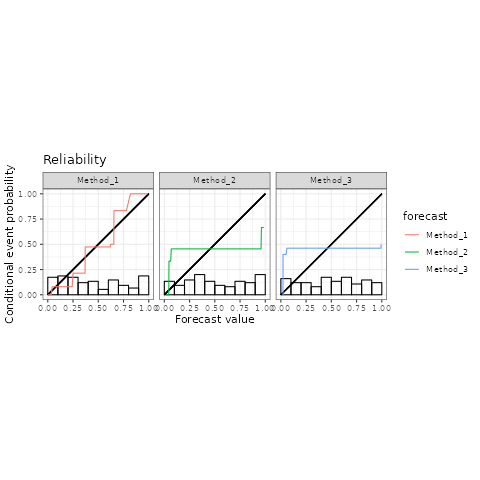 Reliability
Method_1 Method_2 Method_3
forecast
Method_1
Method_2
Method_3
Conditional event probability
1.00
0.75
0.50
0.25
0.00
0.00 0.25 0.50 0.75 1.00 0.00 0.25 0.50 0.75 1.00 0.00 0.25 0.50 0.75 1.00
Forecast value